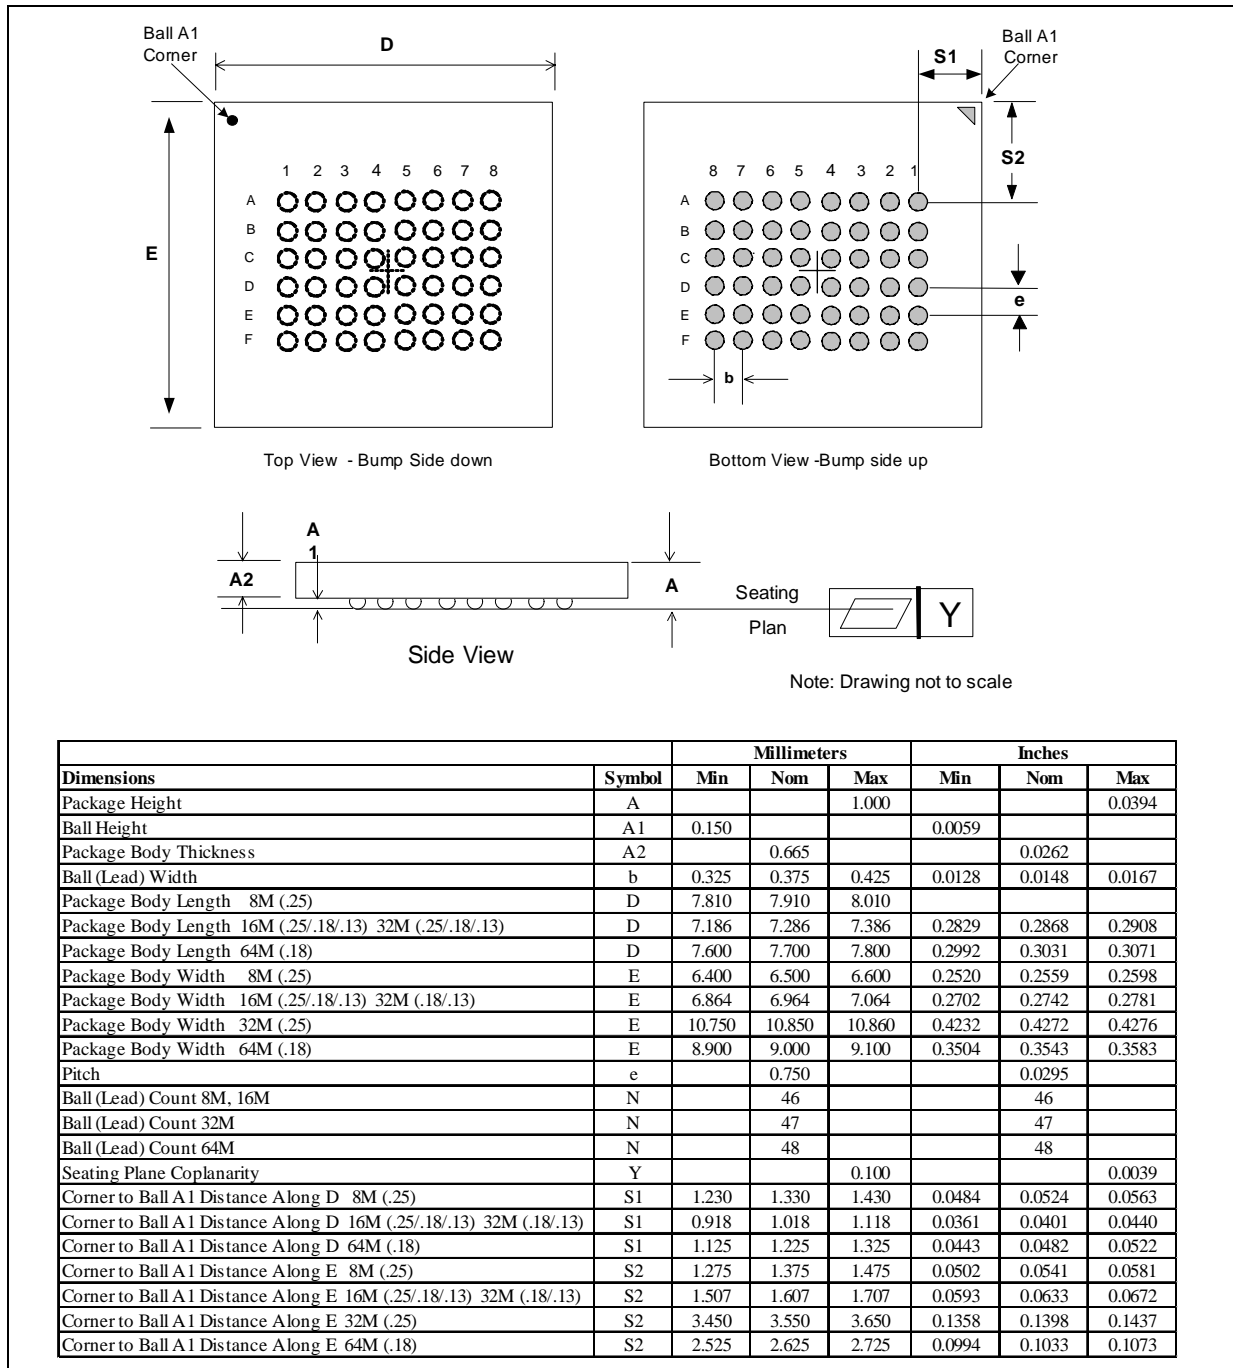 Ball A1
Corner
D
S1
Ball A1
Corner
S2
E
1 2 3 4 5 6 7 8
A
B
C
D
E
F
8 7 6 5 4 3 2 1
A
B
C
D
E
F
e
b
Top View - Bump Side down
Bottom View -Bump side up
A
1
A2
A
Seating
Plan
Y
Side View
Note: Drawing not to scale
Millimeters Inches
Dimensions Symbol Min Nom Max Min Nom Max
Package Height A 1.000 0.0394
Ball Height A1 0.150 0.0059
Package Body Thickness A2 0.665 0.0262
Ball (Lead) Width b 0.325 0.375 0.425 0.0128 0.0148 0.0167
Package Body Length 8M (.25) D 7.810 7.910 8.010
Package Body Length 16M (.25/.18/.13) 32M (.25/.18/.13) D 7.186 7.286 7.386 0.2829 0.2868 0.2908
Package Body Length 64M (.18) D 7.600 7.700 7.800 0.2992 0.3031 0.3071
Package Body Width 8M (.25) E 6.400 6.500 6.600 0.2520 0.2559 0.2598
Package Body Width 16M (.25/.18/.13) 32M (.18/.13) E 6.864 6.964 7.064 0.2702 0.2742 0.2781
Package Body Width 32M (.25) E 10.750 10.850 10.860 0.4232 0.4272 0.4276
Package Body Width 64M (.18) E 8.900 9.000 9.100 0.3504 0.3543 0.3583
Pitch e 0.750 0.0295
Ball (Lead) Count 8M, 16M N 46 46
Ball (Lead) Count 32M N 47 47
Ball (Lead) Count 64M N 48 48
Seating Plane Coplanarity Y 0.100 0.0039
Corner to Ball A1 Distance Along D 8M (.25) S1 1.230 1.330 1.430 0.0484 0.0524 0.0563
Corner to Ball A1 Distance Along D 16M (.25/.18/.13) 32M (.18/.13) S1 0.918 1.018 1.118 0.0361 0.0401 0.0440
Corner to Ball A1 Distance Along D 64M (.18) S1 1.125 1.225 1.325 0.0443 0.0482 0.0522
Corner to Ball A1 Distance Along E 8M (.25) S2 1.275 1.375 1.475 0.0502 0.0541 0.0581
Corner to Ball A1 Distance Along E 16M (.25/.18/.13) 32M (.18/.13) S2 1.507 1.607 1.707 0.0593 0.0633 0.0672
Corner to Ball A1 Distance Along E 32M (.25) S2 3.450 3.550 3.650 0.1358 0.1398 0.1437
Corner to Ball A1 Distance Along E 64M (.18) S2 2.525 2.625 2.725 0.0994 0.1033 0.1073